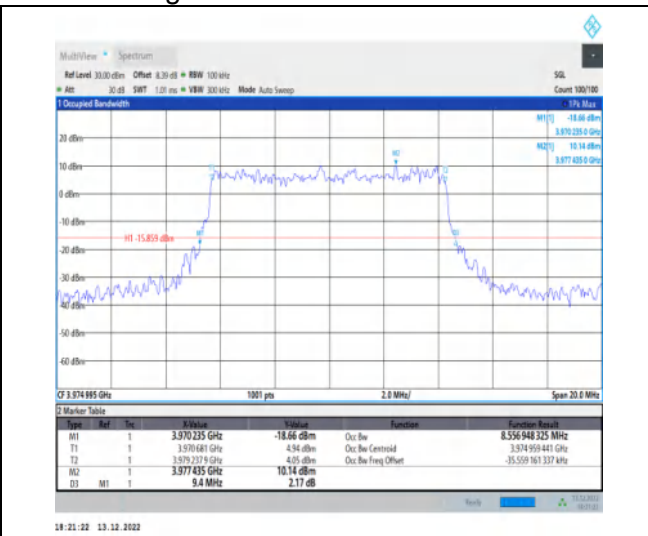 MultiView Spectrum
Ref Level 30.00 dBm Offset 8.39 dB RBW 100 kHz SGL
Att 30 dB SWT 1.01 ms VBW 300 kHz Mode Auto Sweep Count 100/100
1 Occupied Bandwidth 1Pk Max
M1[1] -18.66 dBm
3.970 235 0 GHz
20 dBm M2[1] 10.14 dBm
3.977 435 0 GHz
M2
10 dBm
0 dBm
-10 dBm
H1 -15.859 dBm
-20 dBm
-30 dBm
-40 dBm
-50 dBm
-60 dBm
CF 3.974 995 GHz 1001 pts 2.0 MHz/ Span 20.0 MHz
2 Marker Table
Type Ref Trc X-Value Y-Value Function Function Result
M1 1 3.970 235 GHz -18.66 dBm Occ Bw 8.556 948 325 MHz
T1 1 3.970 681 GHz 4.94 dBm Occ Bw Centroid 3.974 959 441 GHz
T2 1 3.979 237 9 GHz 4.05 dBm Occ Bw Freq Offset -35.559 161 337 kHz
M2 1 3.977 435 GHz 10.14 dBm
D3 M1 1 9.4 MHz 2.17 dB
Ready 13.12.2022
18:21:22 13.12.2022